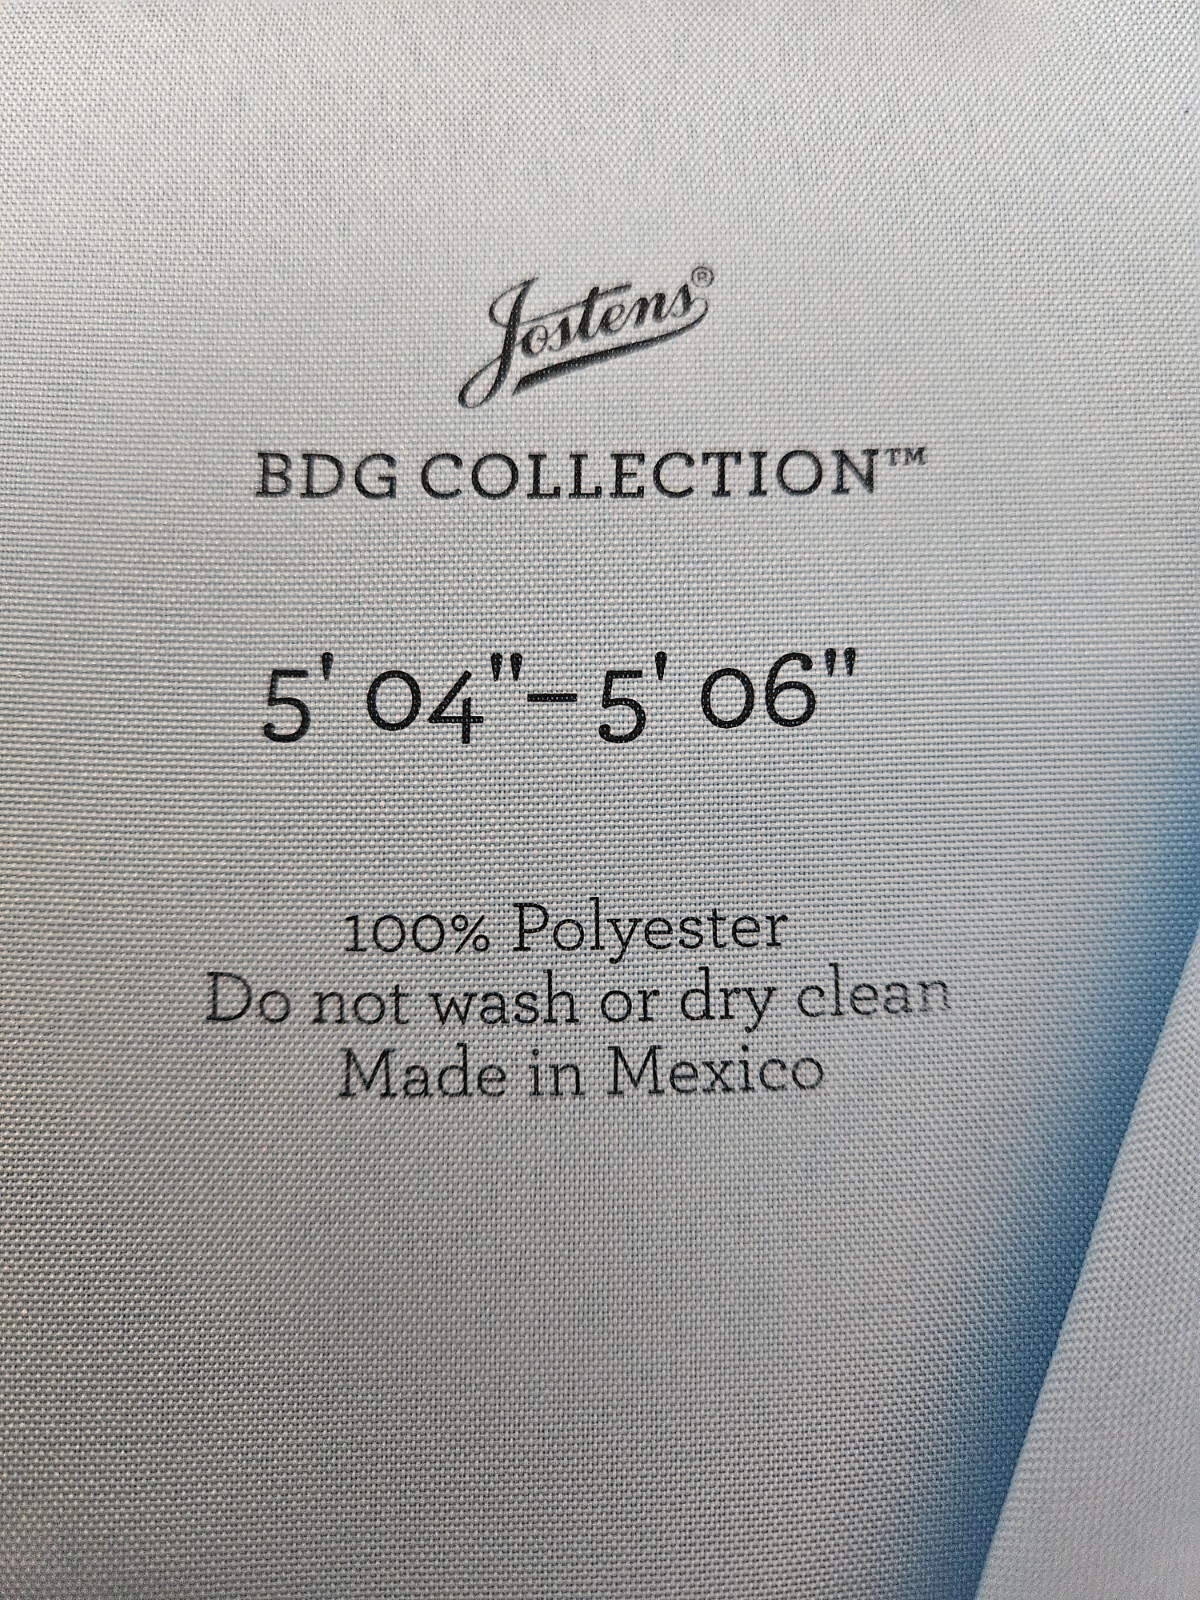 Jostens®
BDG COLLECTION™
5' 04"–5' 06"
100% Polyester
Do not wash or dry clean
Made in Mexico